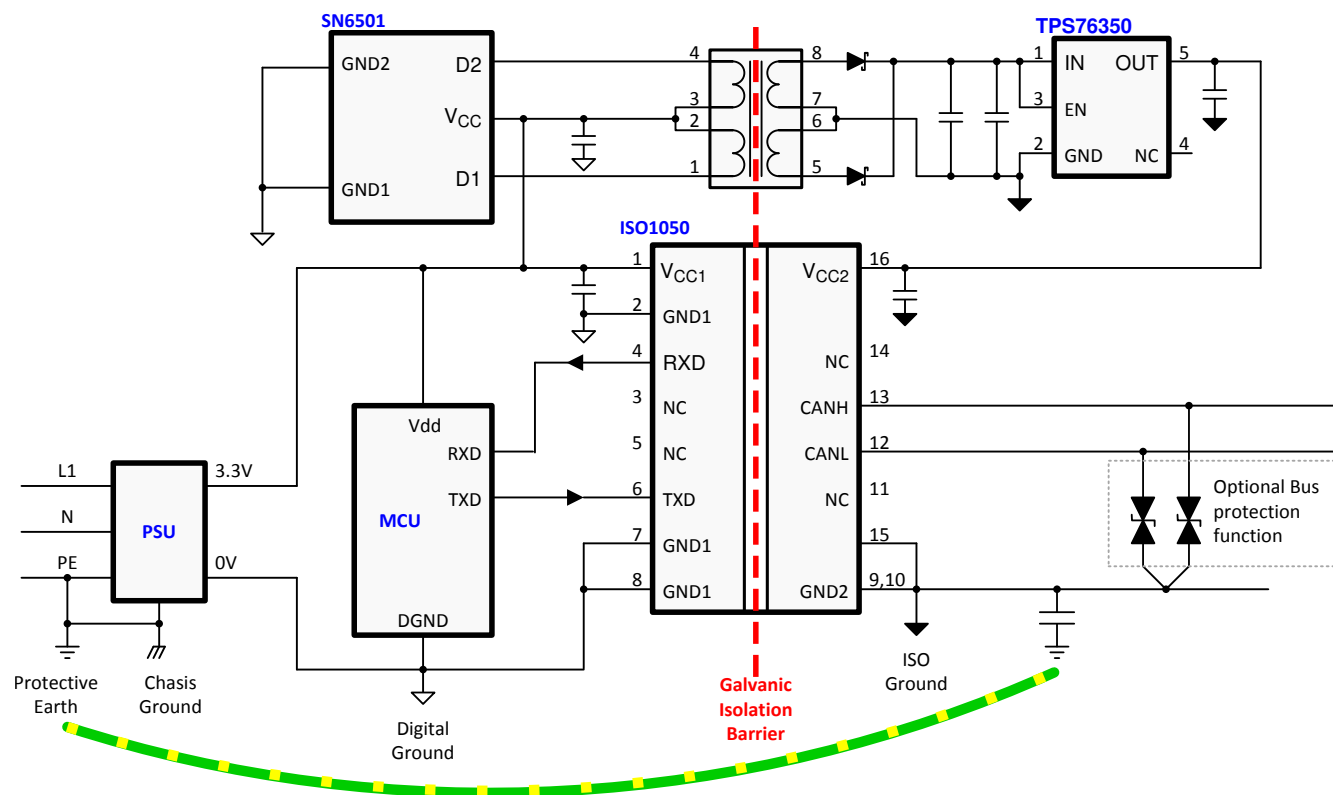 SN6501
GND2
D2
VCC
GND1
D1
4
3
2
1
8
7
6
5
TPS76350
1
IN
OUT
5
3
EN
2
GND
NC
4
ISO1050
1
VCC1
2
GND1
4
RXD
3
NC
5
NC
6
TXD
7
GND1
8
GND1
VCC2
16
NC
14
CANH
13
CANL
12
NC
11
15
GND2
9,10
Optional Bus
protection
function
Vdd
RXD
TXD
MCU
DGND
L1
N
PE
PSU
3.3V
0V
Protective
Earth
Chasis
Ground
Digital
Ground
Galvanic
Isolation
Barrier
ISO
Ground